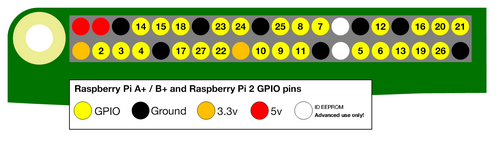 14 15 18 23 24 25 8 7 12 16 20 21
2 3 4 17 27 22 10 9 11 5 6 13 19 26
Raspberry Pi A+ / B+ and Raspberry Pi 2 GPIO pins
GPIO Ground 3.3v 5v ID EEPROM
Advanced use only!